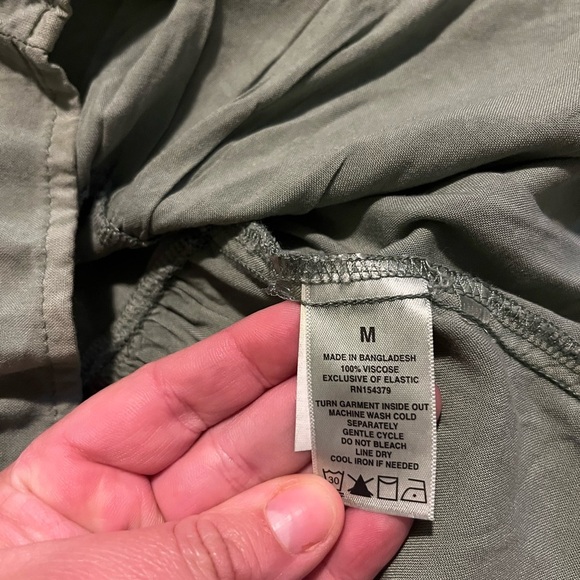 M
MADE IN BANGLADESH
100% VISCOSE
EXCLUSIVE OF ELASTIC
RN154379
TURN GARMENT INSIDE OUT
MACHINE WASH COLD
SEPARATELY
GENTLE CYCLE
DO NOT BLEACH
LINE DRY
COOL IRON IF NEEDED
30